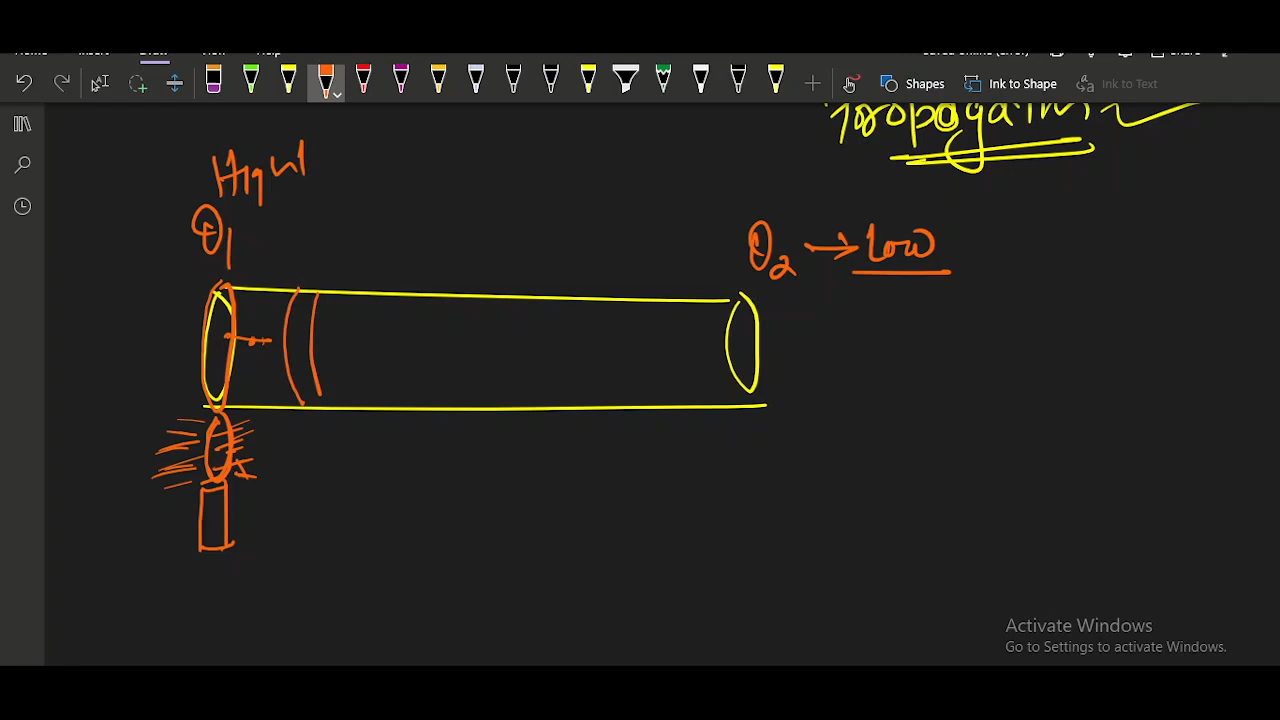 Shapes
Ink to Shape
Ink to Text
Propagation
High
θ1
θ2 → Low
Activate Windows
Go to Settings to activate Windows.